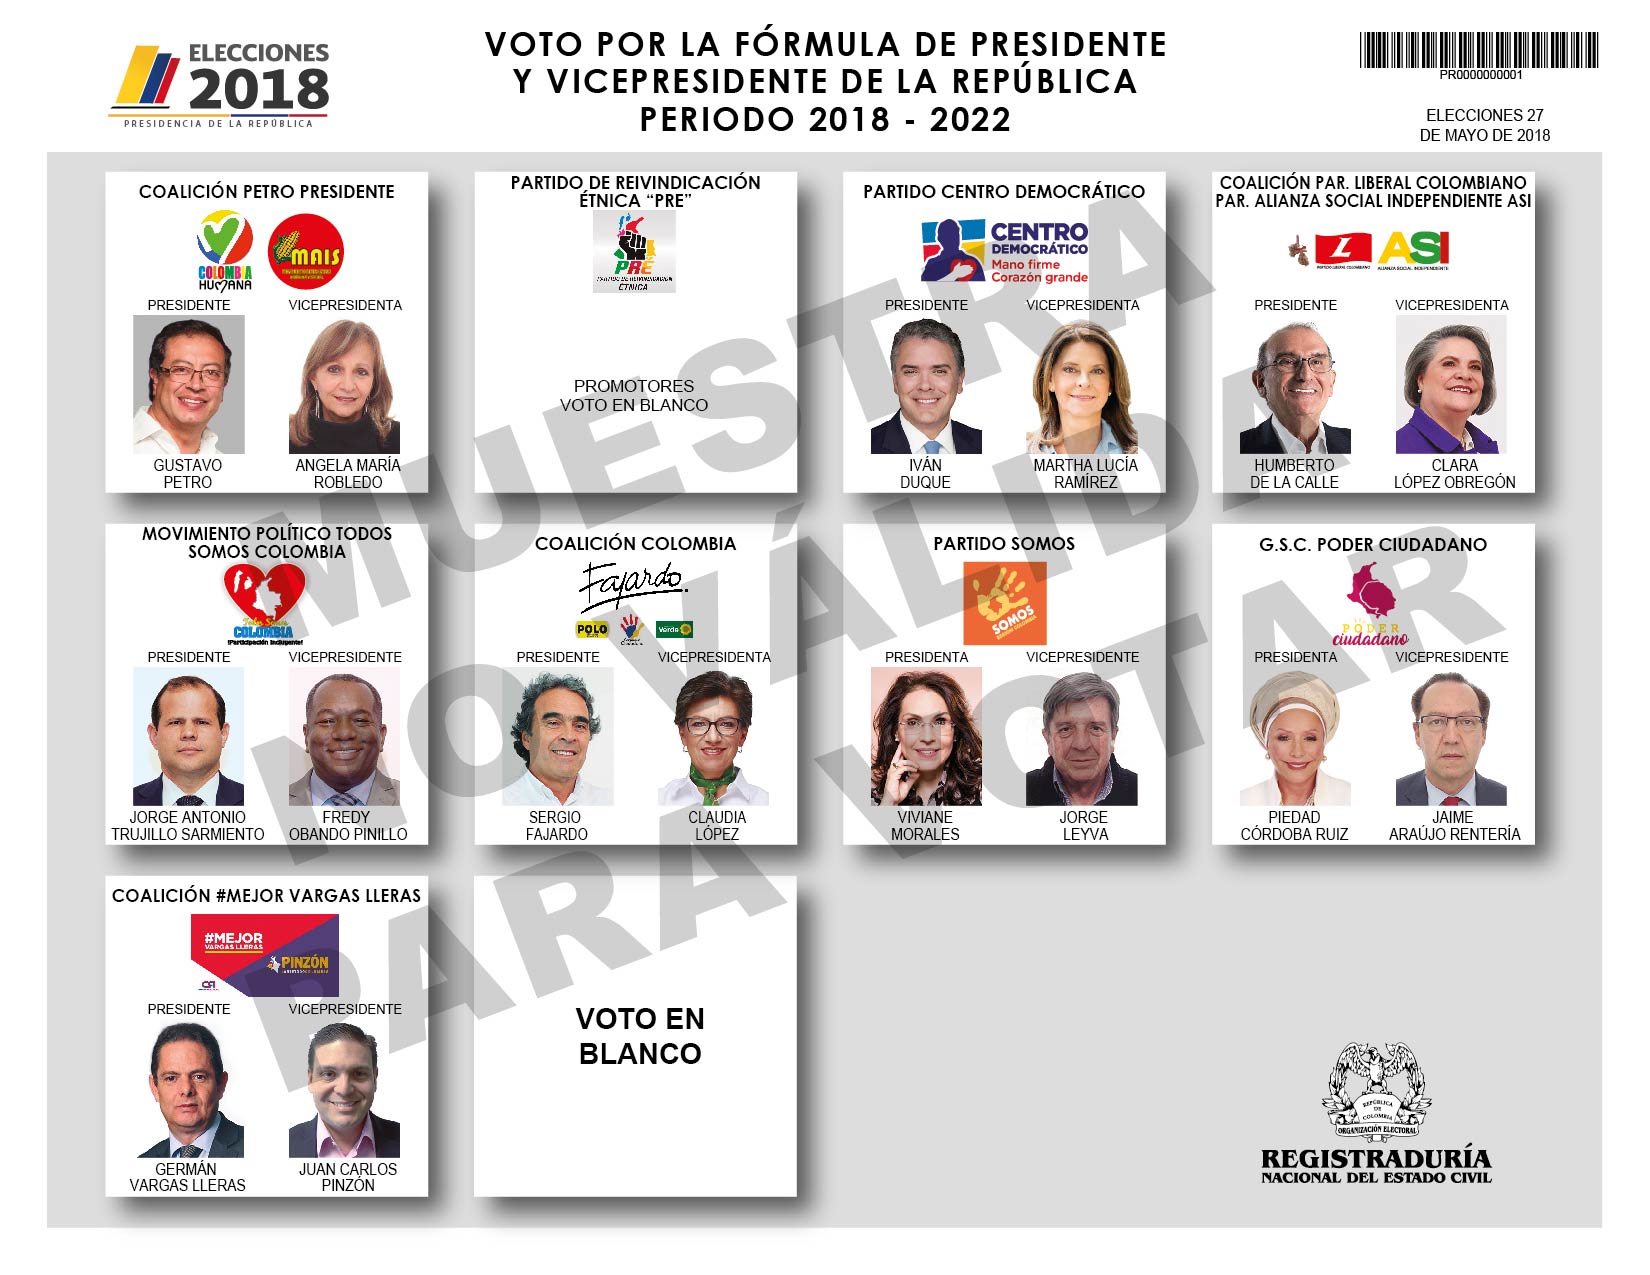 ELECCIONES
2018
PRESIDENCIA DE LA REPÚBLICA
VOTO POR LA FÓRMULA DE PRESIDENTE
Y VICEPRESIDENTE DE LA REPÚBLICA
PERIODO 2018 - 2022
PR0000000001
ELECCIONES 27
DE MAYO DE 2018
COALICIÓN PETRO PRESIDENTE
COLOMBIA
HUMANA
MAIS
PRESIDENTE
VICEPRESIDENTA
GUSTAVO
PETRO
ANGELA MARÍA
ROBLEDO
PARTIDO DE REIVINDICACIÓN
ÉTNICA “PRE”
PRE
PARTIDO DE REIVINDICACIÓN
ÉTNICA
PROMOTORES
VOTO EN BLANCO
PARTIDO CENTRO DEMOCRÁTICO
CENTRO
DEMOCRÁTICO
Mano firme
Corazón grande
PRESIDENTE
VICEPRESIDENTA
IVÁN
DUQUE
MARTHA LUCÍA
RAMÍREZ
COALICIÓN PAR. LIBERAL COLOMBIANO
PAR. ALIANZA SOCIAL INDEPENDIENTE ASI
L
PARTIDO LIBERAL COLOMBIANO
ASI
ALIANZA SOCIAL INDEPENDIENTE
PRESIDENTE
VICEPRESIDENTA
HUMBERTO
DE LA CALLE
CLARA
LÓPEZ OBREGÓN
MOVIMIENTO POLÍTICO TODOS
SOMOS COLOMBIA
Todos Somos
COLOMBIA
¡Participación Incluyente!
PRESIDENTE
VICEPRESIDENTE
JORGE ANTONIO
TRUJILLO SARMIENTO
FREDY
OBANDO PINILLO
COALICIÓN COLOMBIA
Fajardo.
POLO
Verde
PRESIDENTE
VICEPRESIDENTA
SERGIO
FAJARDO
CLAUDIA
LÓPEZ
PARTIDO SOMOS
SOMOS
PRESIDENTA
VICEPRESIDENTE
VIVIANE
MORALES
JORGE
LEYVA
G.S.C. PODER CIUDADANO
PODER
ciudadano
PRESIDENTA
VICEPRESIDENTE
PIEDAD
CÓRDOBA RUIZ
JAIME
ARAÚJO RENTERÍA
COALICIÓN #MEJOR VARGAS LLERAS
#MEJOR
VARGAS LLERAS
PINZÓN
PRESIDENTE
VICEPRESIDENTE
GERMÁN
VARGAS LLERAS
JUAN CARLOS
PINZÓN
VOTO EN
BLANCO
REPÚBLICA
DE
COLOMBIA
ORGANIZACIÓN ELECTORAL
REGISTRADURÍA
NACIONAL DEL ESTADO CIVIL
MUESTRA
NO VÁLIDA
PARA VOTAR